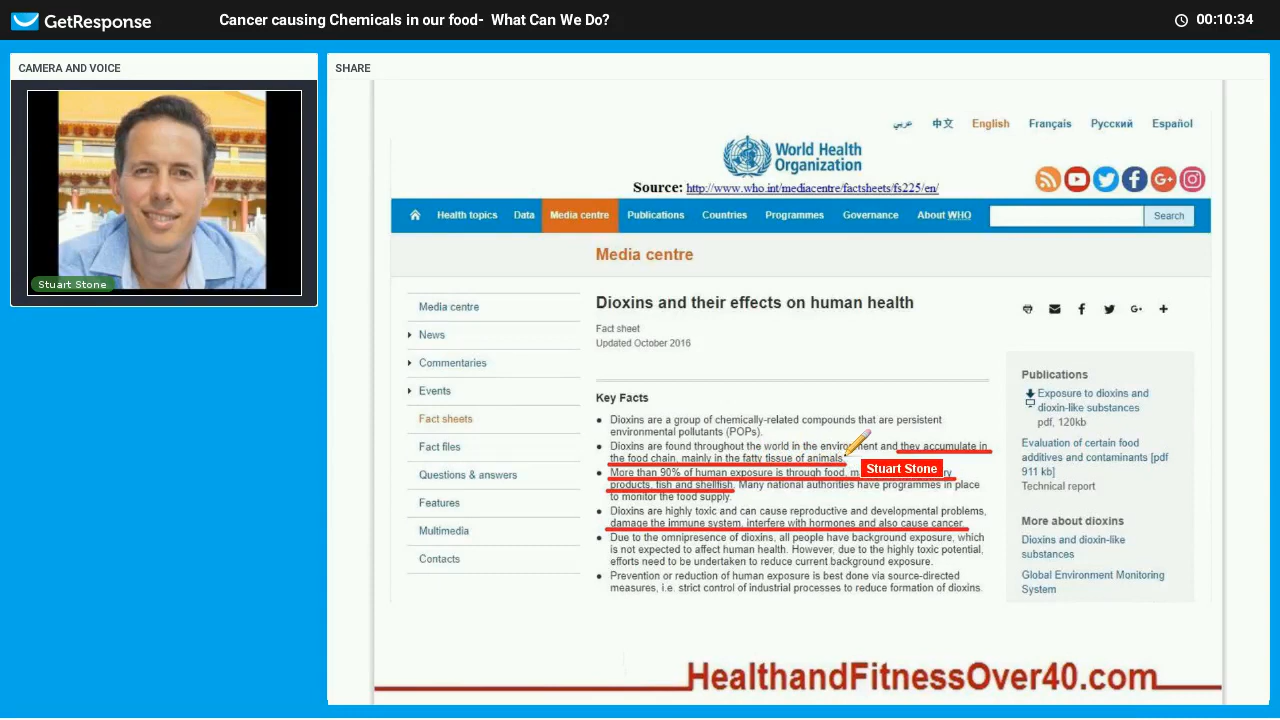 GetResponse
Cancer causing Chemicals in our food- What Can We Do?
00:10:34
CAMERA AND VOICE
Stuart Stone
SHARE
عربي 中文 English Français Русский Español
World Health
Organization
Source: http://www.who.int/mediacentre/factsheets/fs225/en/
Health topics Data Media centre Publications Countries Programmes Governance About WHO Search
Media centre
Media centre
News
Commentaries
Events
Fact sheets
Fact files
Questions & answers
Features
Multimedia
Contacts
Dioxins and their effects on human health
Fact sheet
Updated October 2016
Key Facts
Dioxins are a group of chemically-related compounds that are persistent
environmental pollutants (POPs).
Dioxins are found throughout the world in the environment and they accumulate in
the food chain, mainly in the fatty tissue of animals.
More than 90% of human exposure is through food,
products, fish and shellfish. Many national authorities have programmes in place
to monitor the food supply.
Dioxins are highly toxic and can cause reproductive and developmental problems,
damage the immune system, interfere with hormones and also cause cancer.
Due to the omnipresence of dioxins, all people have background exposure, which
is not expected to affect human health. However, due to the highly toxic potential,
efforts need to be undertaken to reduce current background exposure.
Prevention or reduction of human exposure is best done via source-directed
measures, i.e. strict control of industrial processes to reduce formation of dioxins.
Stuart Stone
Publications
Exposure to dioxins and
dioxin-like substances
pdf, 120kb
Evaluation of certain food
additives and contaminants [pdf
911 kb]
Technical report
More about dioxins
Dioxins and dioxin-like
substances
Global Environment Monitoring
System
HealthandFitnessOver40.com